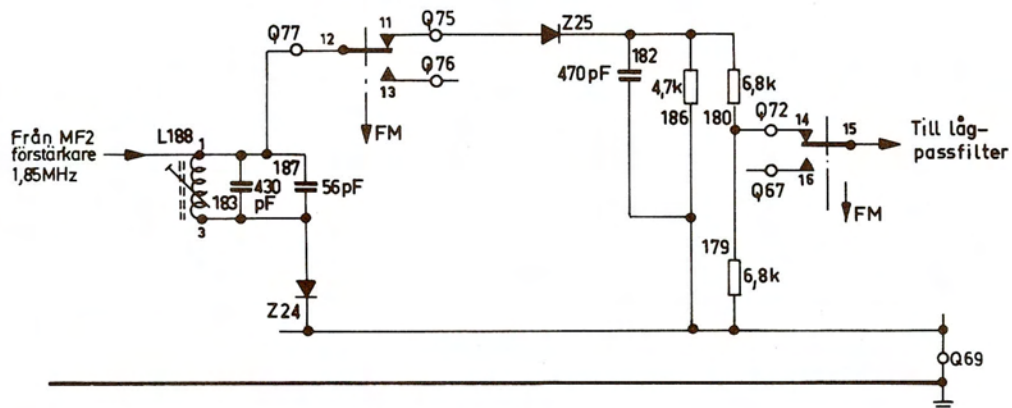 Q77
12
11
Q75
Z25
13
Q76
FM
182
470 pF
4,7k
186
6,8k
180
Q72
14
15
Till låg-
passfilter
Q67
16
FM
Från MF2
förstärkare
1,85MHz
L188
1
187
183
430
pF
56pF
3
Z24
179
6,8k
Q69